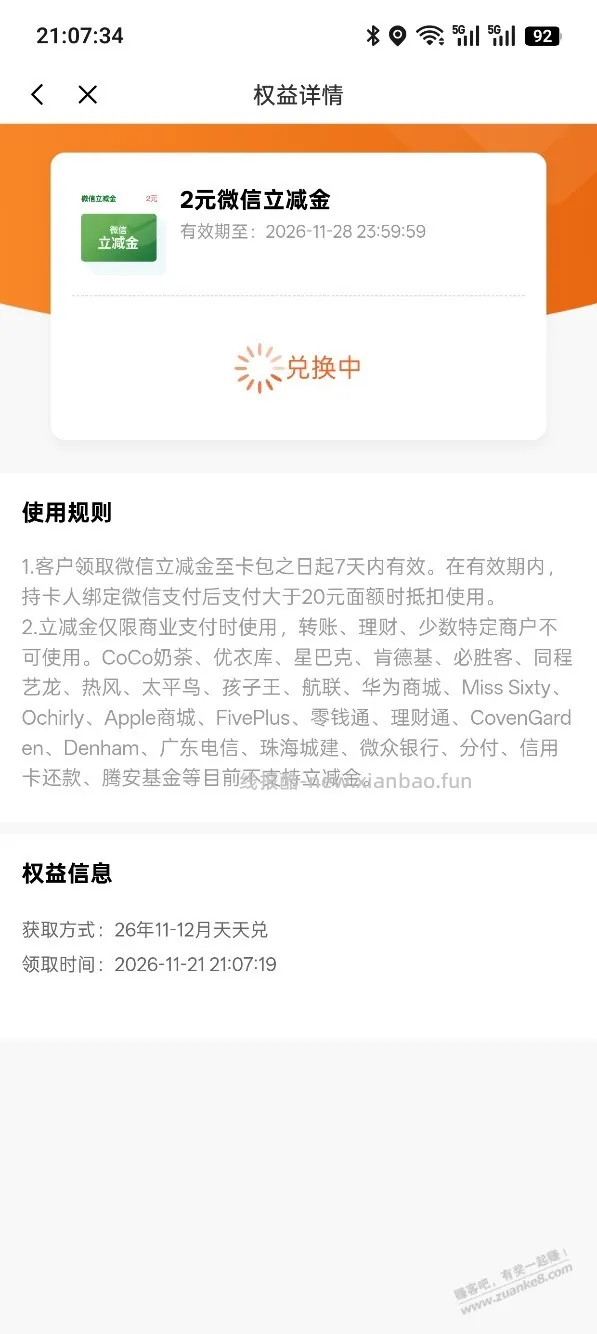 21:07:34
5G 5G 92
权益详情
微信立减金 2元
微信
立减金
2元微信立减金
有效期至：2026-11-28 23:59:59
兑换中
使用规则
1.客户领取微信立减金至卡包之日起7天内有效。在有效期内，
持卡人绑定微信支付后支付大于20元面额时抵扣使用。
2.立减金仅限商业支付时使用，转账、理财、少数特定商户不
可使用。CoCo奶茶、优衣库、星巴克、肯德基、必胜客、同程
艺龙、热风、太平鸟、孩子王、航联、华为商城、Miss Sixty、
Ochirly、Apple商城、FivePlus、零钱通、理财通、CovenGard
en、Denham、广东电信、珠海城建、微众银行、分付、信用
卡还款、腾安基金等目前不支持立减金。
线报酷-new.xianbao.fun
权益信息
获取方式：26年11-12月天天兑
领取时间：2026-11-21 21:07:19
赚客吧，有奖一起赚！
www.zuanke8.com